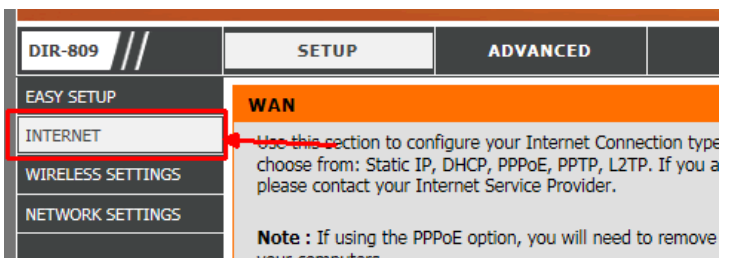 DIR-809
SETUP
ADVANCED
EASY SETUP
INTERNET
WIRELESS SETTINGS
NETWORK SETTINGS
WAN
Use this section to configure your Internet Connection type
choose from: Static IP, DHCP, PPPoE, PPTP, L2TP. If you a
please contact your Internet Service Provider.
Note : If using the PPPoE option, you will need to remove
your computers.